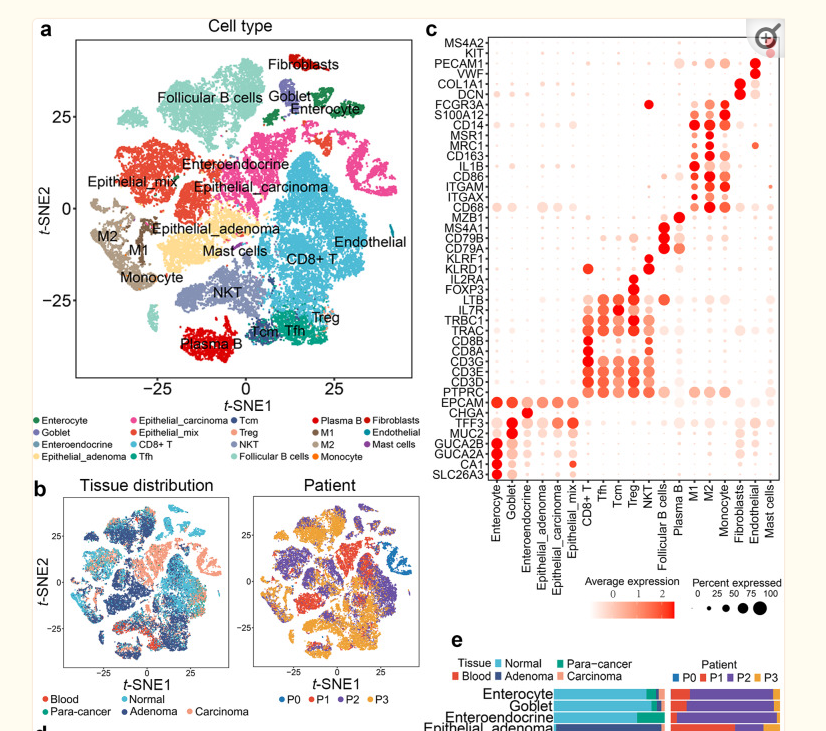 a
Cell type
Fibroblasts
Follicular B cells
Goblet
Enterocyte
Enteroendocrine
Epithelial_mix
Epithelial_carcinoma
Epithelial_adenoma
M2
M1
Mast cells
Endothelial
CD8+ T
Monocyte
NKT
Treg
Tcm
Tfh
Plasma B
25
0
−25
t-SNE2
−25
0
25
t-SNE1
Enterocyte
Epithelial_carcinoma
Tcm
Plasma B
Fibroblasts
Goblet
Epithelial_mix
Treg
M1
Endothelial
Enteroendocrine
CD8+ T
NKT
M2
Mast cells
Epithelial_adenoma
Tfh
Follicular B cells
Monocyte
b
Tissue distribution
Patient
t-SNE2
25
0
−25
25
0
−25
−25
0
25
−25
0
25
t-SNE1
t-SNE1
Blood
Normal
Para-cancer
Adenoma
Carcinoma
P0
P1
P2
P3
c
MS4A2
KIT
PECAM1
VWF
COL1A1
DCN
FCGR3A
S100A12
CD14
MSR1
MRC1
CD163
IL1B
CD86
ITGAM
ITGAX
CD68
MZB1
MS4A1
CD79B
CD79A
KLRF1
KLRD1
IL2RA
FOXP3
LTB
IL7R
TRBC1
TRAC
CD8B
CD8A
CD3G
CD3E
CD3D
PTPRC
EPCAM
CHGA
TFF3
MUC2
GUCA2B
GUCA2A
CA1
SLC26A3
Enterocyte
Goblet
Enteroendocrine
Epithelial_adenoma
Epithelial_carcinoma
Epithelial_mix
CD8+ T
Tfh
Tcm
Treg
NKT
Follicular B cells
Plasma B
M1
M2
Monocyte
Fibroblasts
Endothelial
Mast cells
Average expression
0
1
2
Percent expressed
0
25
50
75
100
e
Tissue
Normal
Para−cancer
Blood
Adenoma
Carcinoma
Patient
P0
P1
P2
P3
Enterocyte
Goblet
Enteroendocrine
Epithelial_adenoma